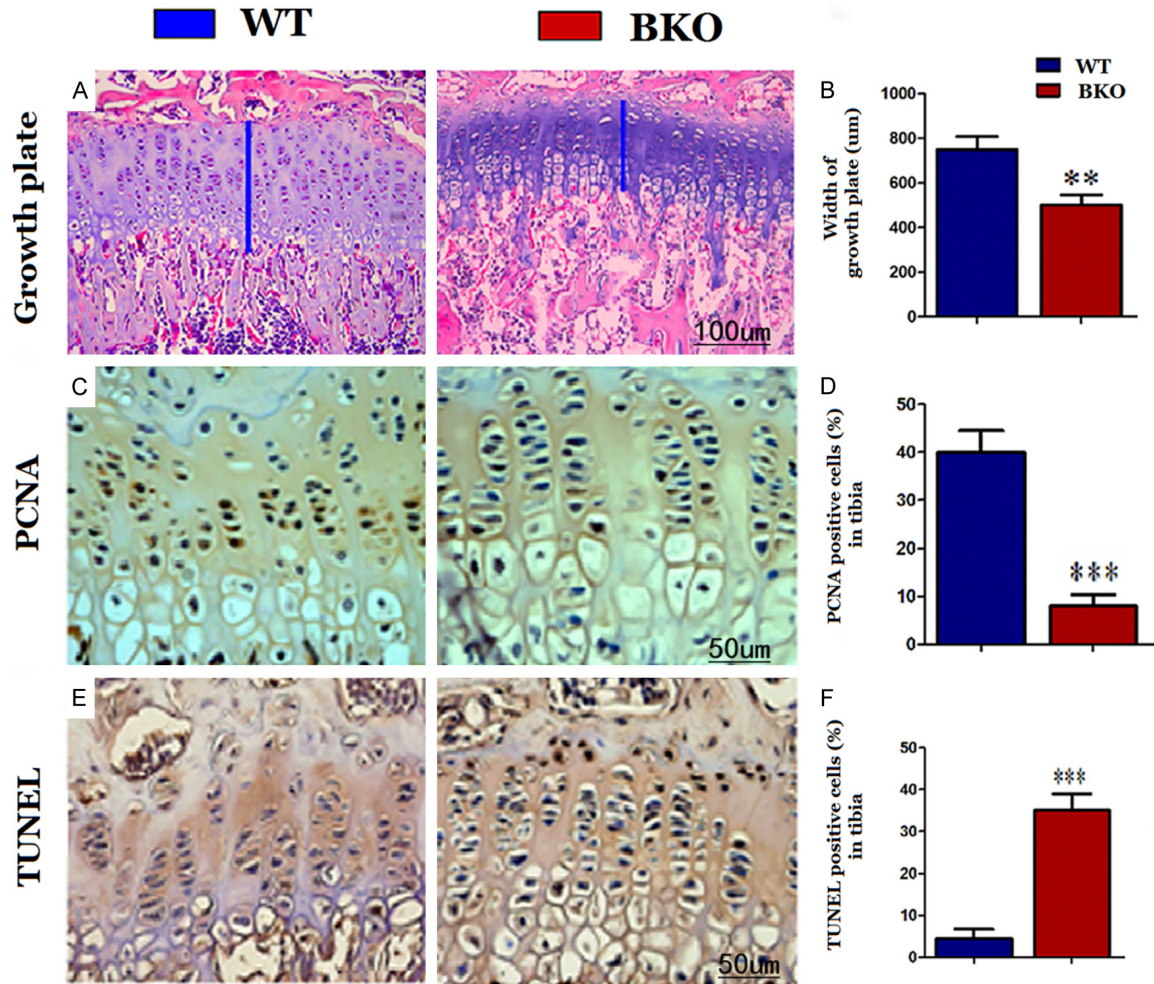 WT
BKO
Growth plate
A
100um
B
WT
BKO
Width of
growth plate (um)
1000
800
600
400
200
0
**
PCNA
C
50um
D
PCNA positive cells (%)
in tibia
50
40
30
20
10
0
***
TUNEL
E
50um
F
TUNEL positive cells (%)
in tibia
50
40
30
20
10
0
***